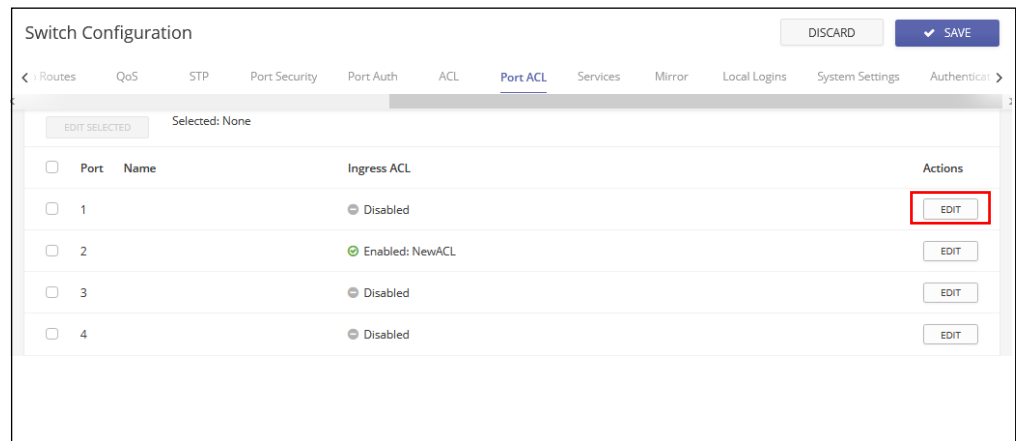 Switch Configuration DISCARD SAVE
Routes QoS STP Port Security Port Auth ACL Port ACL Services Mirror Local Logins System Settings Authenticat
EDIT SELECTED Selected: None
Port Name Ingress ACL Actions
1 Disabled EDIT
2 Enabled: NewACL EDIT
3 Disabled EDIT
4 Disabled EDIT